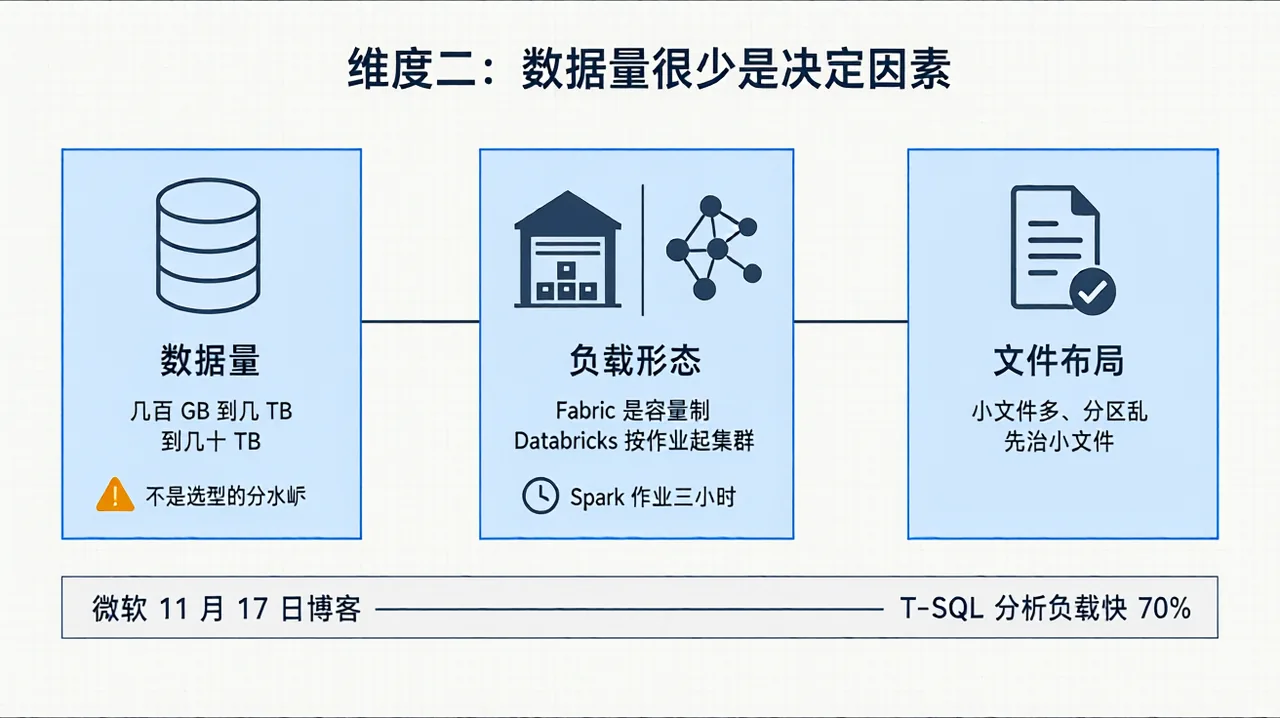 维度二：数据量很少是决定因素
数据量
几百 GB 到几 TB
到几十 TB
不是选型的分水
负载形态
Fabric 是容量制
Databricks 按作业起集群
Spark 作业三小时
文件布局
小文件多、分区乱
先治小文件
微软 11 月 17 日博客
T-SQL 分析负载快 70%